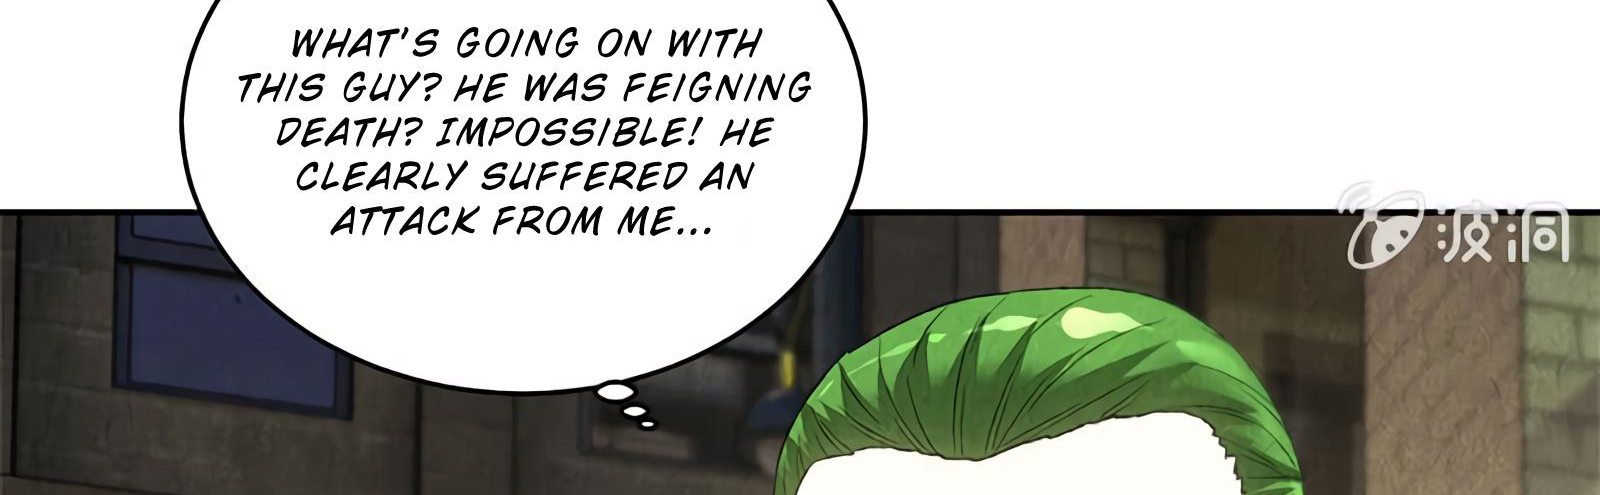 WHAT'S GOING ON WITH
THIS GUY? HE WAS FEIGNING
DEATH? IMPOSSIBLE! HE
CLEARLY SUFFERED AN
ATTACK FROM ME...
波洞